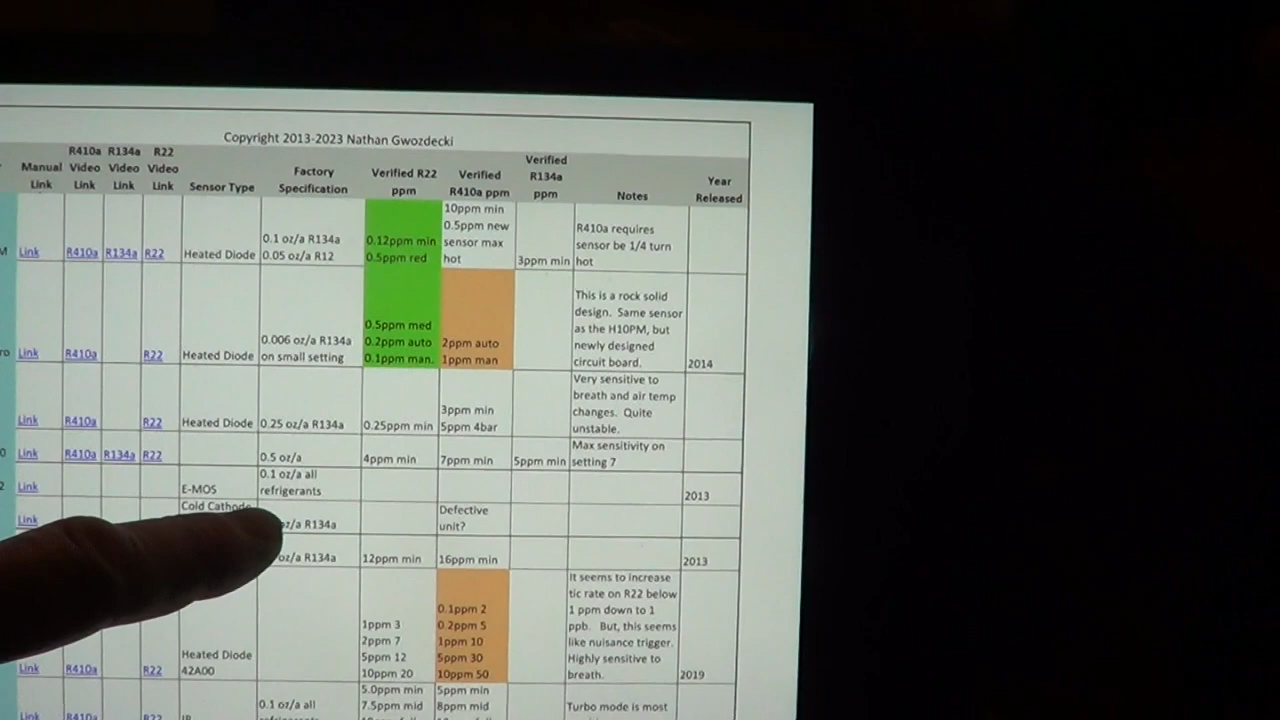 Copyright 2013-2023 Nathan Gwozdecki
Manual Link
R410a Video Link
R134a Video Link
R22 Video Link
Sensor Type
Factory Specification
Verified R22 ppm
Verified R410a ppm
Verified R134a ppm
Notes
Year Released
Link
R410a
R134a
R22
Heated Diode
0.1 oz/a R134a
0.05 oz/a R12
0.12ppm min
0.5ppm red
10ppm min
0.5ppm new
sensor max
hot
3ppm min
R410a requires
sensor be 1/4 turn
hot
Link
R410a
R22
Heated Diode
0.006 oz/a R134a
on small setting
0.5ppm med
0.2ppm auto
0.1ppm man.
2ppm auto
1ppm man
This is a rock solid
design. Same sensor
as the H10PM, but
newly designed
circuit board.
2014
Link
R410a
R22
Heated Diode
0.25 oz/a R134a
0.25ppm min
3ppm min
5ppm 4bar
Very sensitive to
breath and air temp
changes. Quite
unstable.
Link
R410a
R134a
R22
0.5 oz/a
4ppm min
7ppm min
5ppm min
Max sensitivity on
setting 7
Link
E-MOS
0.1 oz/a all
refrigerants
2013
Link
Cold Cathode
oz/a R134a
Defective
unit?
oz/a R134a
12ppm min
16ppm min
2013
Link
R410a
R22
Heated Diode
42A00
1ppm 3
2ppm 7
5ppm 12
10ppm 20
0.1ppm 2
0.2ppm 5
1ppm 10
5ppm 30
10ppm 50
It seems to increase
tic rate on R22 below
1 ppm down to 1
ppb. But, this seems
like nuisance trigger.
Highly sensitive to
breath.
2019
Link
R410a
R22
IR
0.1 oz/a all
refrigerants
5.0ppm min
7.5ppm mid
5ppm min
8ppm mid
Turbo mode is most